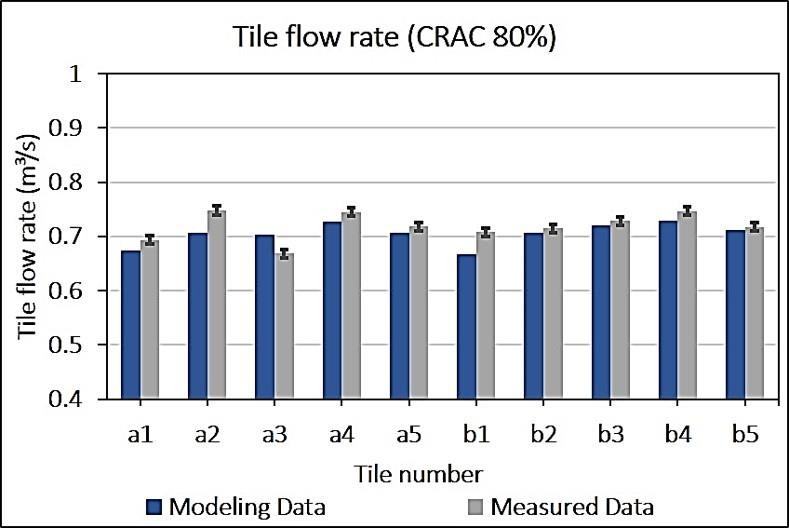 Tile flow rate (CRAC 80%)
1
0.9
0.8
0.7
0.6
0.5
0.4
Tile flow rate (m³/s)
a1 a2 a3 a4 a5 b1 b2 b3 b4 b5
Tile number
Modeling Data Measured Data